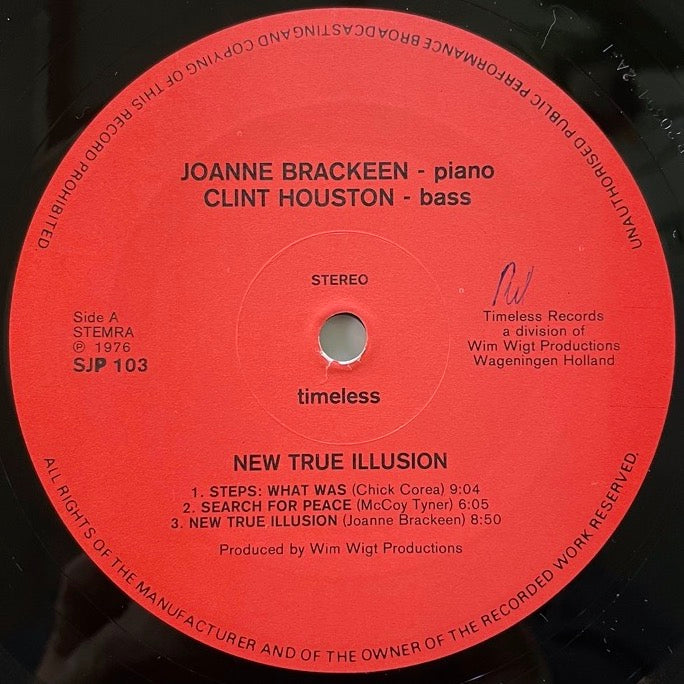 UNAUTHORISED PUBLIC PERFORMANCE BROADCASTING AND COPYING OF THIS RECORD PROHIBITED.
JOANNE BRACKEEN - piano
CLINT HOUSTON - bass
STEREO
Side A
STEMRA
℗ 1976
SJP 103
Timeless Records
a division of
Wim Wigt Productions
Wageningen Holland
timeless
NEW TRUE ILLUSION
1. STEPS: WHAT WAS (Chick Corea) 9:04
2. SEARCH FOR PEACE (McCoy Tyner) 6:05
3. NEW TRUE ILLUSION (Joanne Brackeen) 8:50
Produced by Wim Wigt Productions
ALL RIGHTS OF THE MANUFACTURER AND OF THE OWNER OF THE RECORDED WORK RESERVED.